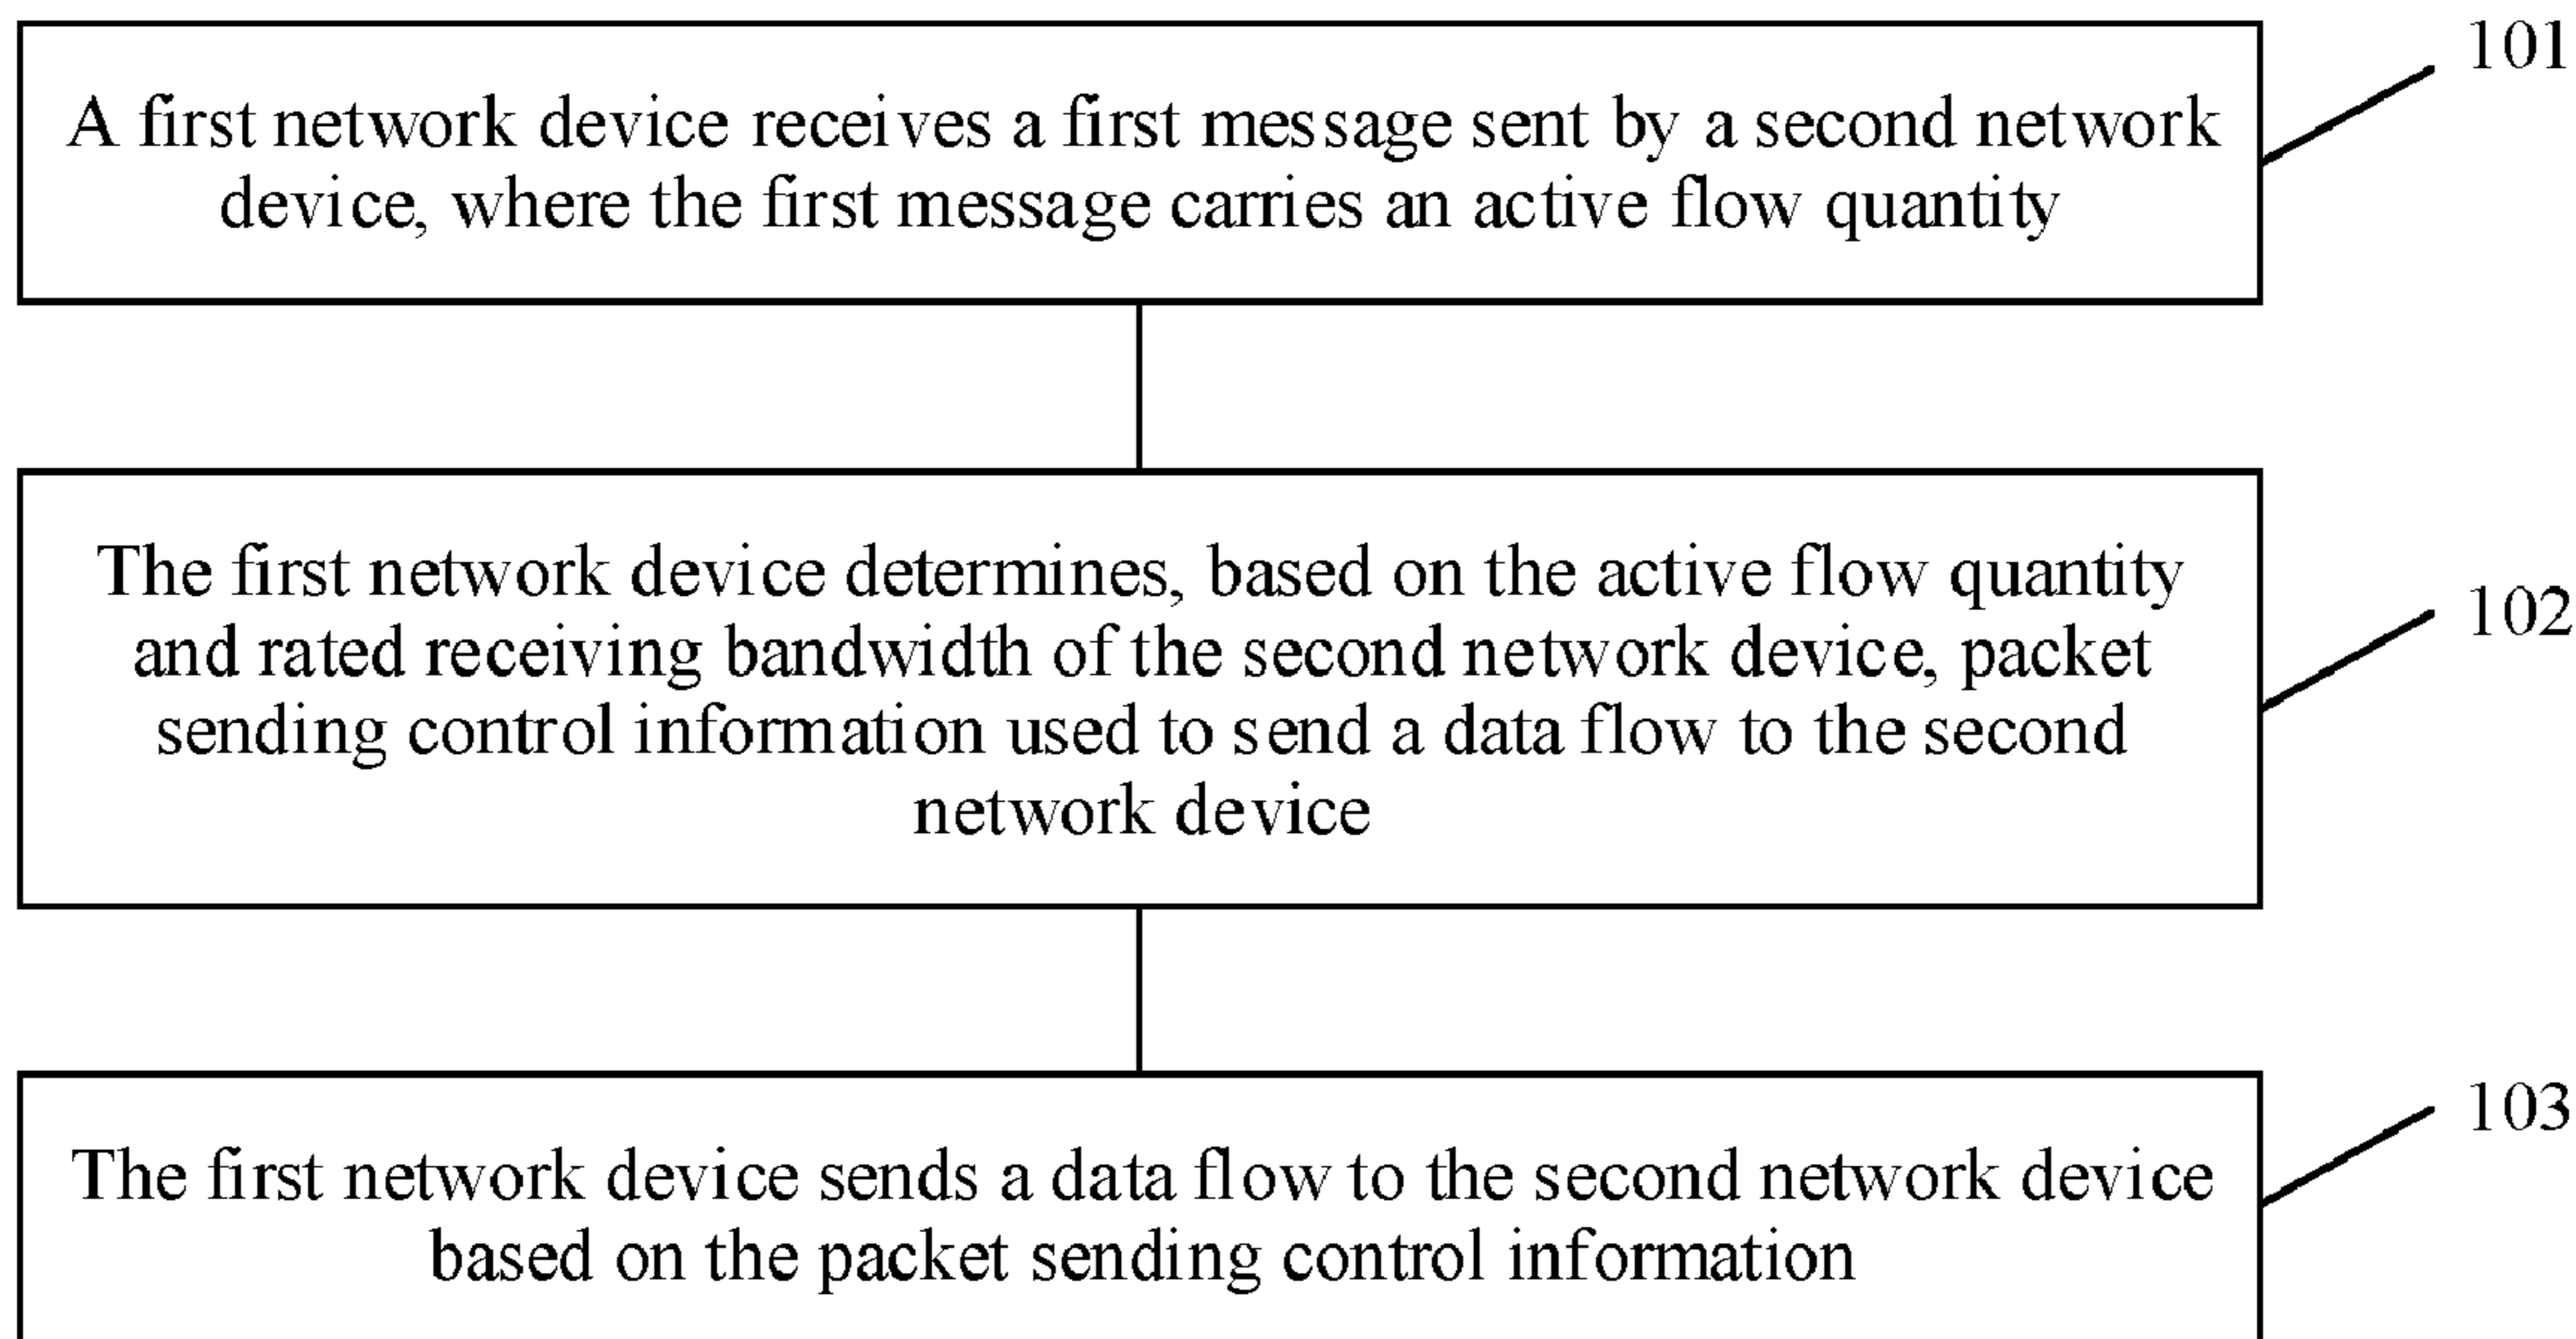 101
A first network device receives a first message sent by a second network
device, where the first message carries an active flow quantity
The first network device determines, based on the active flow quantity
102
and rated receiving bandwidth of the second network device, packet
sending control information used to send a data flow to the second
network device
103
The first network device sends a data flow to the second network device
based on the packet sending control information